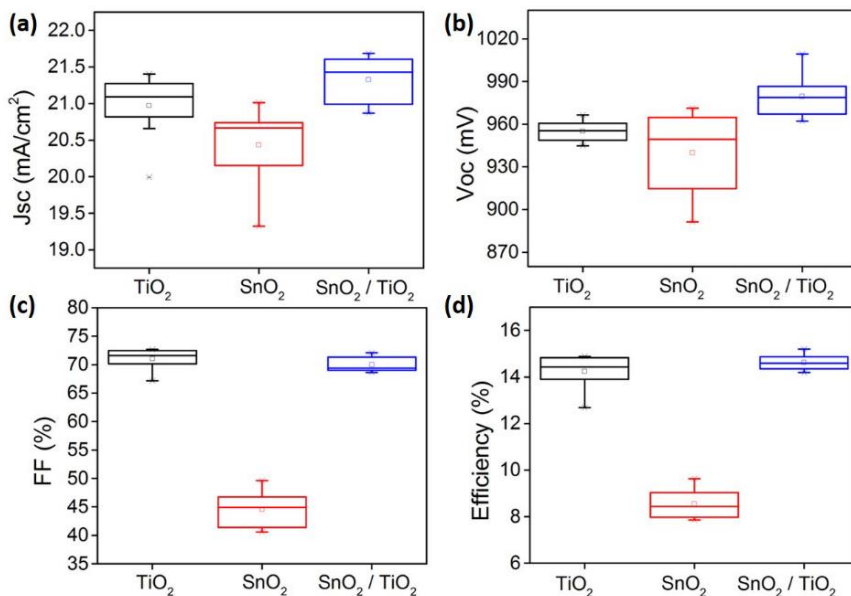 (a)
Jsc (mA/cm²)
22.0
21.5
21.0
20.5
20.0
19.5
19.0
TiO₂ SnO₂ SnO₂ / TiO₂
(b)
Voc (mV)
1020
990
960
930
900
870
TiO₂ SnO₂ SnO₂ / TiO₂
(c)
FF (%)
80
75
70
65
60
55
50
45
40
35
TiO₂ SnO₂ SnO₂ / TiO₂
(d)
Efficiency (%)
16
14
12
10
8
6
TiO₂ SnO₂ SnO₂ / TiO₂